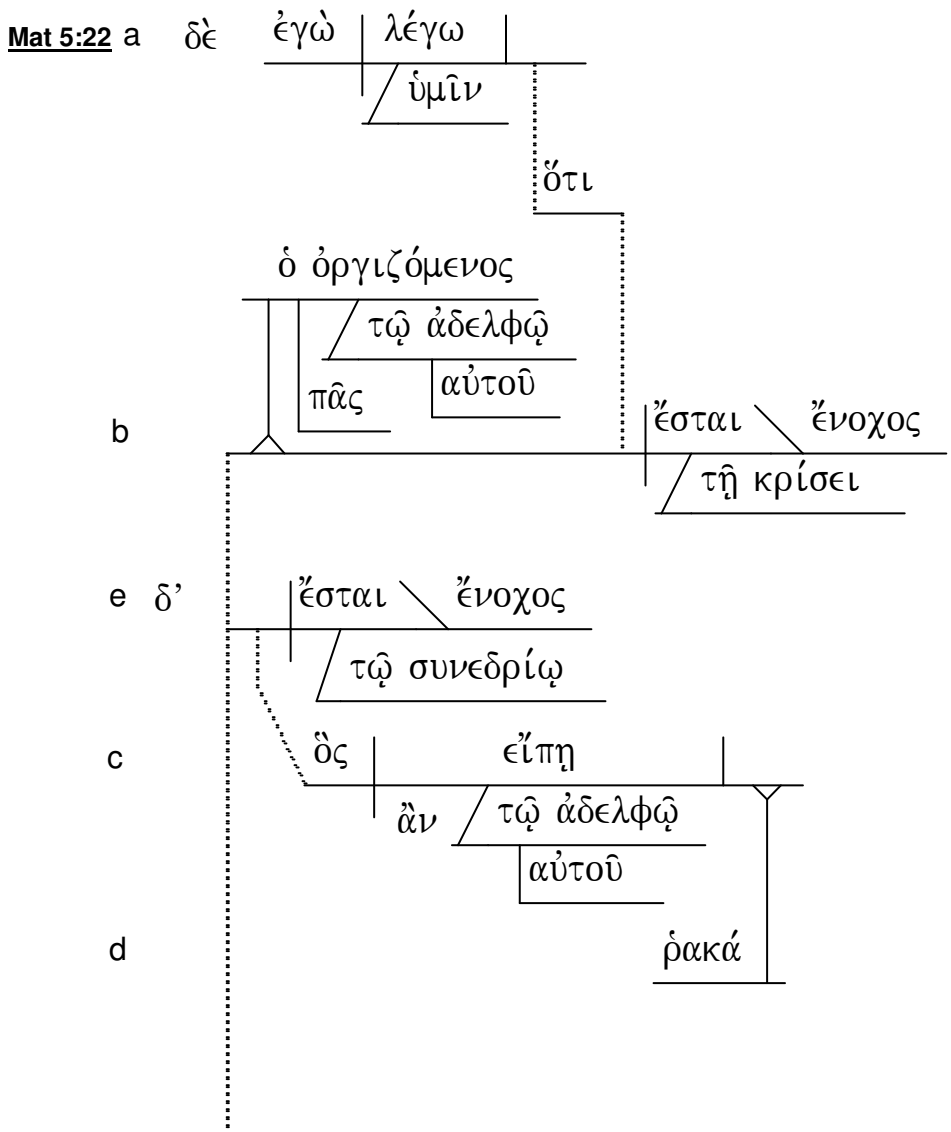 Mat 5:22 a δὲ ἐγὼ λέγω
ὑμῖν
ὅτι
ὁ ὀργιζόμενος
τῷ ἀδελφῷ
πᾶς αὐτοῦ
b ἔσται ἔνοχος
τῇ κρίσει
e δ’ ἔσται ἔνοχος
τῷ συνεδρίῳ
c ὃς εἴπῃ
ἂν τῷ ἀδελφῷ
αὐτοῦ
d ῥακά